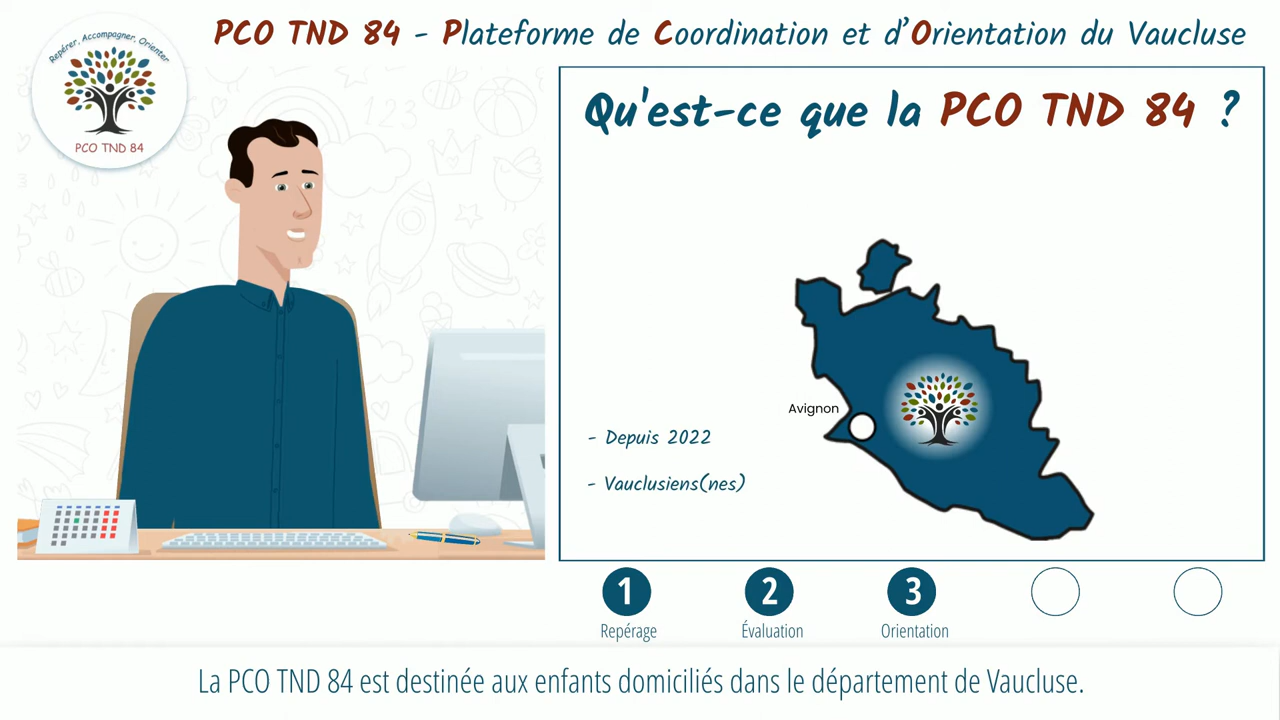 PCO TND 84 - Plateforme de Coordination et d'Orientation du Vaucluse
Repérer, Accompagner, Orienter
PCO TND 84
123
Qu'est-ce que la PCO TND 84 ?
Avignon
- Depuis 2022
- Vauclusiens(nes)
1
2
3
Repérage
Évaluation
Orientation
La PCO TND 84 est destinée aux enfants domiciliés dans le département de Vaucluse.